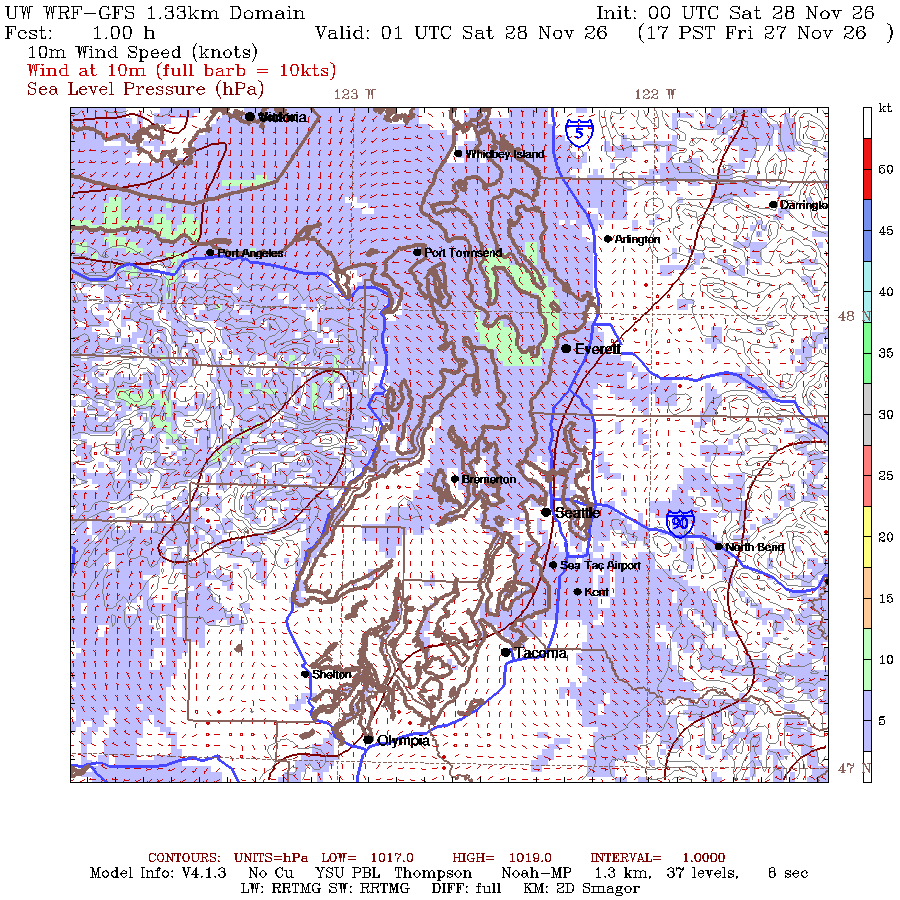 UW WRF-GFS 1.33km Domain Init: 00 UTC Sat 28 Nov 26
Fcst: 1.00 h Valid: 01 UTC Sat 28 Nov 26 (17 PST Fri 27 Nov 26 )
10m Wind Speed (knots)
Wind at 10m (full barb = 10kts)
Sea Level Pressure (hPa)
123 W 122 W
kt
Victoria
5
Whidbey Island
60
Darringto
45
Arlington
Port Angeles
Port Townsend
40
48 N
Everett
35
30
25
Bremerton
Seattle
90
20
North Bend
Sea Tac Airport
Kent
15
Tacoma
10
Shelton
5
Olympia
47 N
CONTOURS: UNITS=hPa LOW= 1017.0 HIGH= 1019.0 INTERVAL= 1.0000
Model Info: V4.1.3 No Cu YSU PBL Thompson Noah-MP 1.3 km, 37 levels, 8 sec
LW: RRTMG SW: RRTMG DIFF: full KM: 2D Smagor